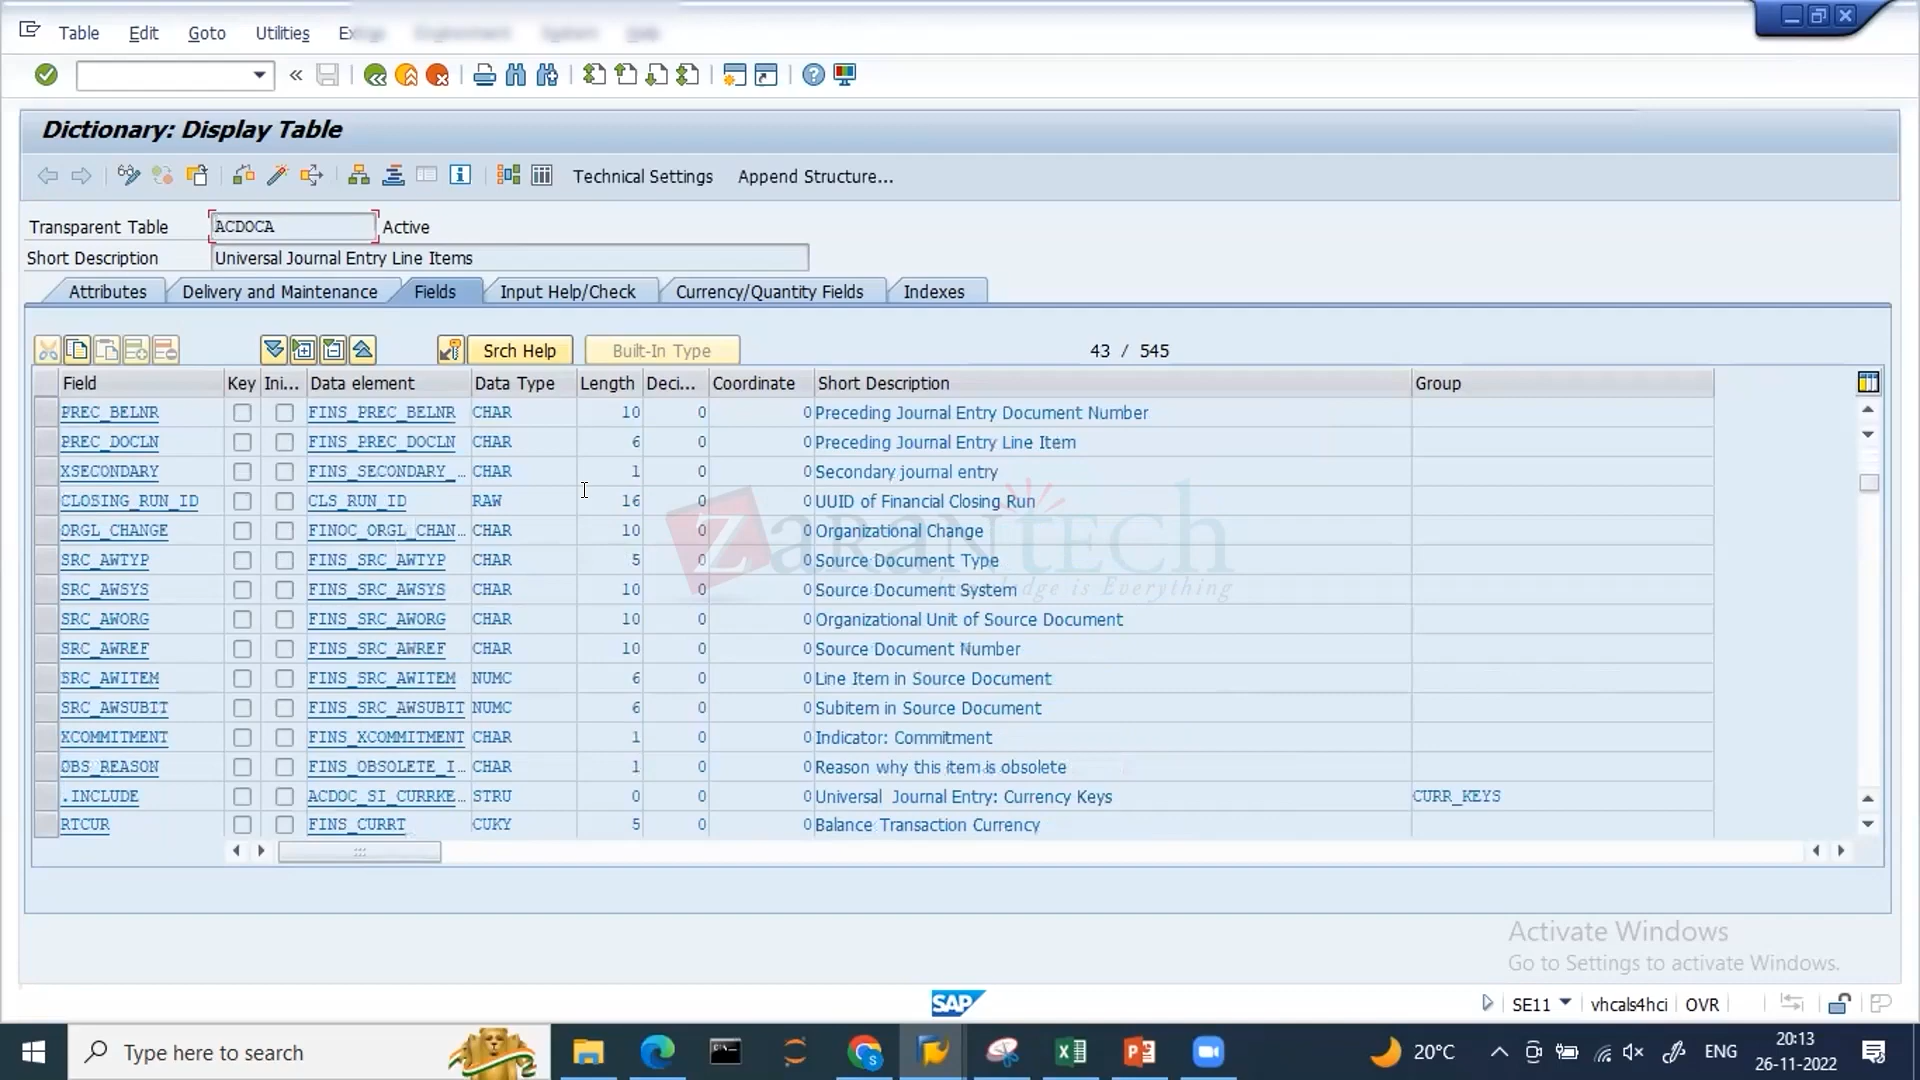 Table Edit Goto Utilities
Dictionary: Display Table
Technical Settings Append Structure...
Transparent Table ACDOCA Active
Short Description Universal Journal Entry Line Items
Attributes Delivery and Maintenance Fields Input Help/Check Currency/Quantity Fields Indexes
Srch Help Built-In Type 43 / 545
Field Key Ini... Data element Data Type Length Deci... Coordinate Short Description Group
PREC_BELNR FINS_PREC_BELNR CHAR 10 0 0 Preceding Journal Entry Document Number
PREC_DOCLN FINS_PREC_DOCLN CHAR 6 0 0 Preceding Journal Entry Line Item
XSECONDARY FINS_SECONDARY_... CHAR 1 0 0 Secondary journal entry
CLOSING_RUN_ID CLS_RUN_ID RAW 16 0 0 UUID of Financial Closing Run
ORGL_CHANGE FINOC_ORGL_CHAN... CHAR 10 0 0 Organizational Change
SRC_AWTYP FINS_SRC_AWTYP CHAR 5 0 0 Source Document Type
SRC_AWSYS FINS_SRC_AWSYS CHAR 10 0 0 Source Document System
SRC_AWORG FINS_SRC_AWORG CHAR 10 0 0 Organizational Unit of Source Document
SRC_AWREF FINS_SRC_AWREF CHAR 10 0 0 Source Document Number
SRC_AWITEM FINS_SRC_AWITEM NUMC 6 0 0 Line Item in Source Document
SRC_AWSUBIT FINS_SRC_AWSUBIT NUMC 6 0 0 Subitem in Source Document
XCOMMITMENT FINS_XCOMMITMENT CHAR 1 0 0 Indicator: Commitment
OBS_REASON FINS_OBSOLETE_I... CHAR 1 0 0 Reason why this item is obsolete
.INCLUDE ACDOC_SI_CURRKE... STRU 0 0 0 Universal Journal Entry: Currency Keys CURR_KEYS
RTCUR FINS_CURRT CUKY 5 0 0 Balance Transaction Currency
ZaranTech
is Everything
Activate Windows
Go to Settings to activate Windows.
SAP SE11 vhcals4hci OVR
Type here to search 20°C ENG 20:13
26-11-2022